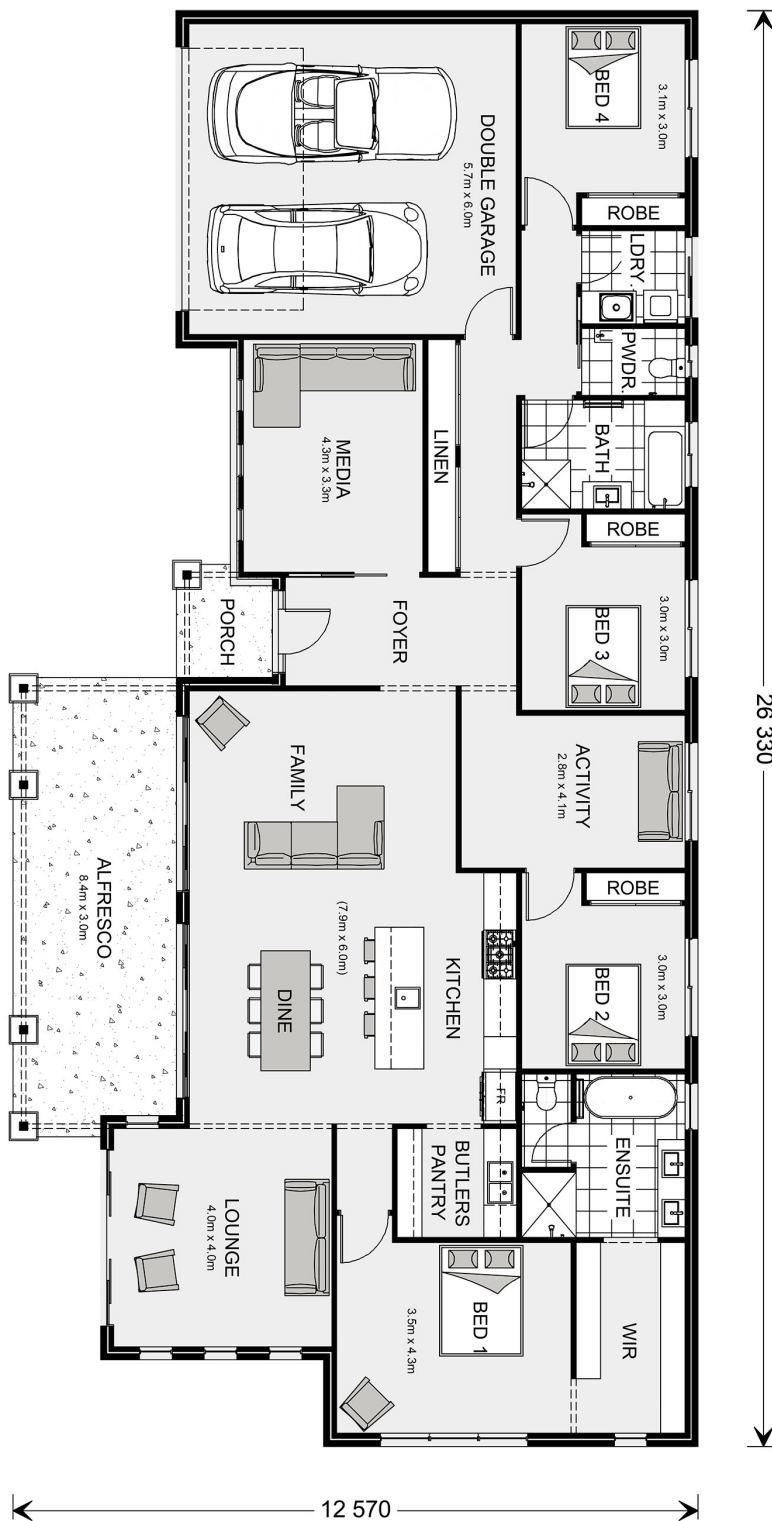 DOUBLE GARAGE
5.7m x 6.0m
BED 4
3.1m x 3.0m
ROBE
LDRY.
PWDR.
BATH
LINEN
MEDIA
4.3m x 3.3m
ROBE
BED 3
3.0m x 3.0m
FOYER
PORCH
ACTIVITY
2.8m x 4.1m
FAMILY
(7.9m x 6.0m)
KITCHEN
DINE
FR
ALFRESCO
8.4m x 3.0m
ROBE
BED 2
3.0m x 3.0m
ENSUITE
BUTLERS
PANTRY
LOUNGE
4.0m x 4.0m
BED 1
3.5m x 4.3m
WIR
26 330
12 570